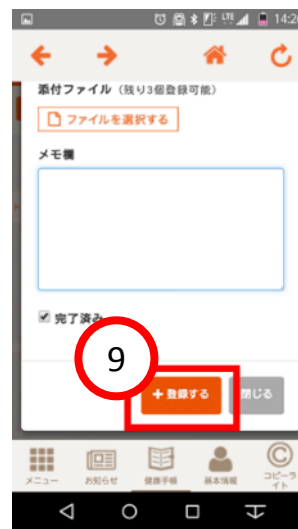 LTE 14:26
添付ファイル（残り3個登録可能）
ファイルを選択する
メモ欄
完了済み
9
+ 登録する 閉じる
メニュー お知らせ 健康手帳 基本情報 コピーライト